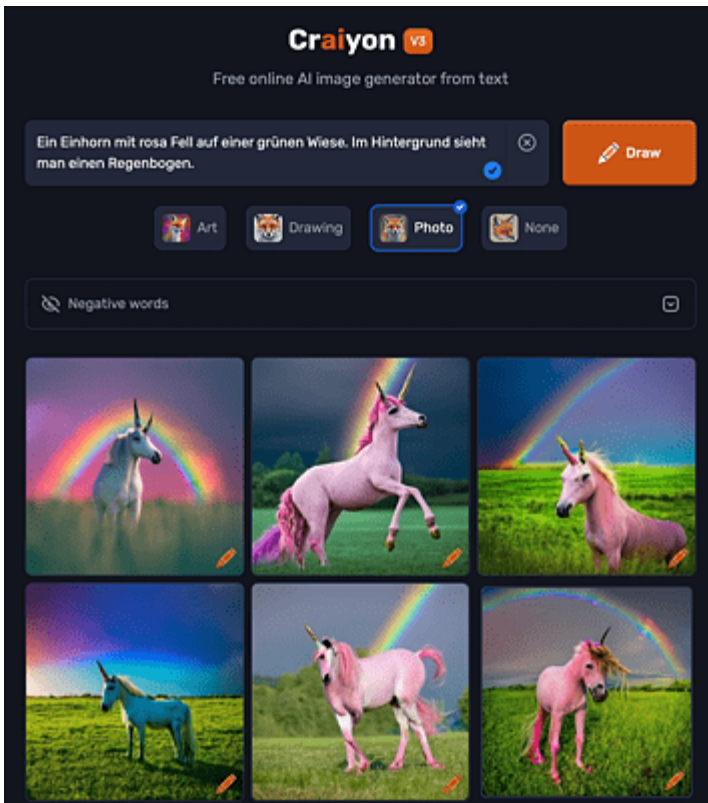 Craiyon V3
Free online AI image generator from text
Ein Einhorn mit rosa Fell auf einer grünen Wiese. Im Hintergrund sieht
man einen Regenbogen.
Draw
Art Drawing Photo None
Negative words